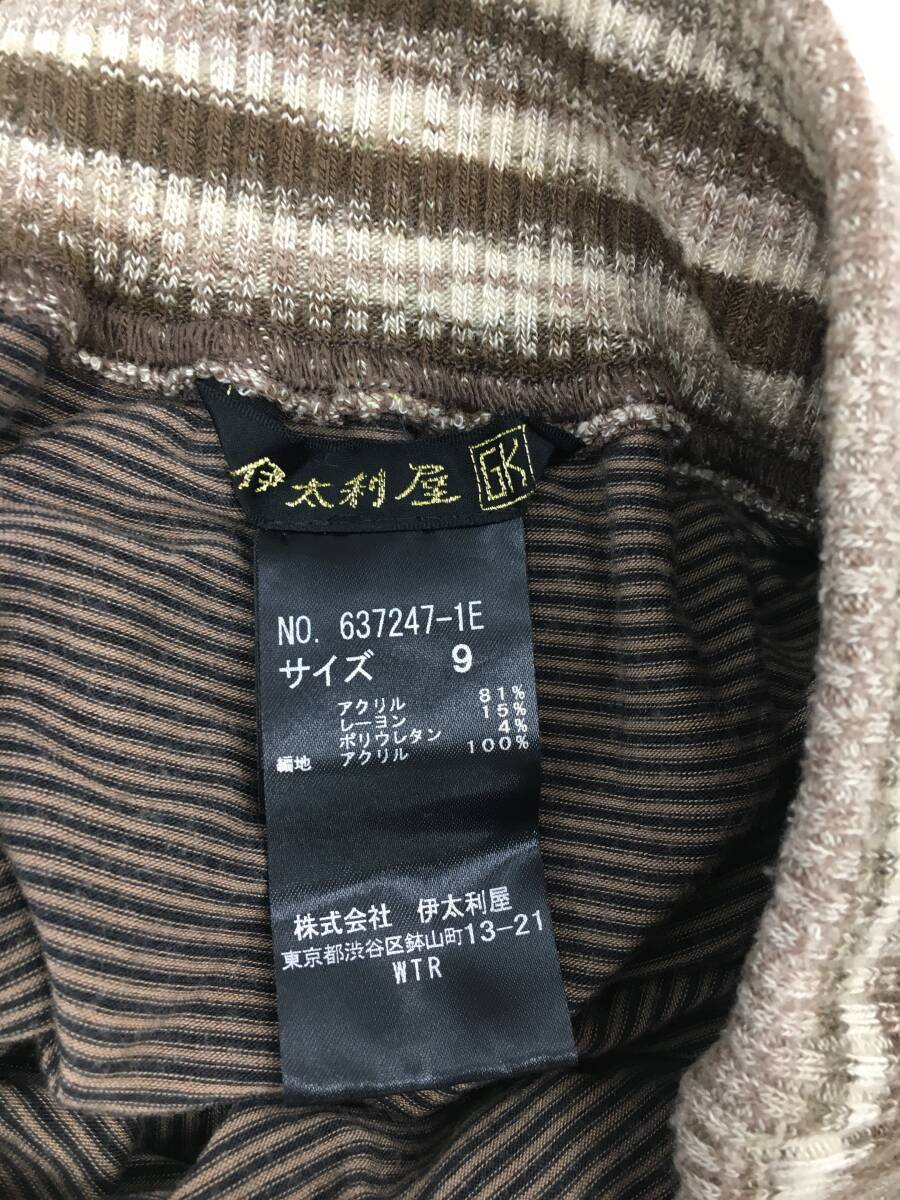 伊太利屋 GK
NO. 637247-1E
サイズ 9
アクリル 81%
レーヨン 15%
ポリウレタン 4%
編地 アクリル 100%
株式会社 伊太利屋
東京都渋谷区鉢山町13-21
WTR